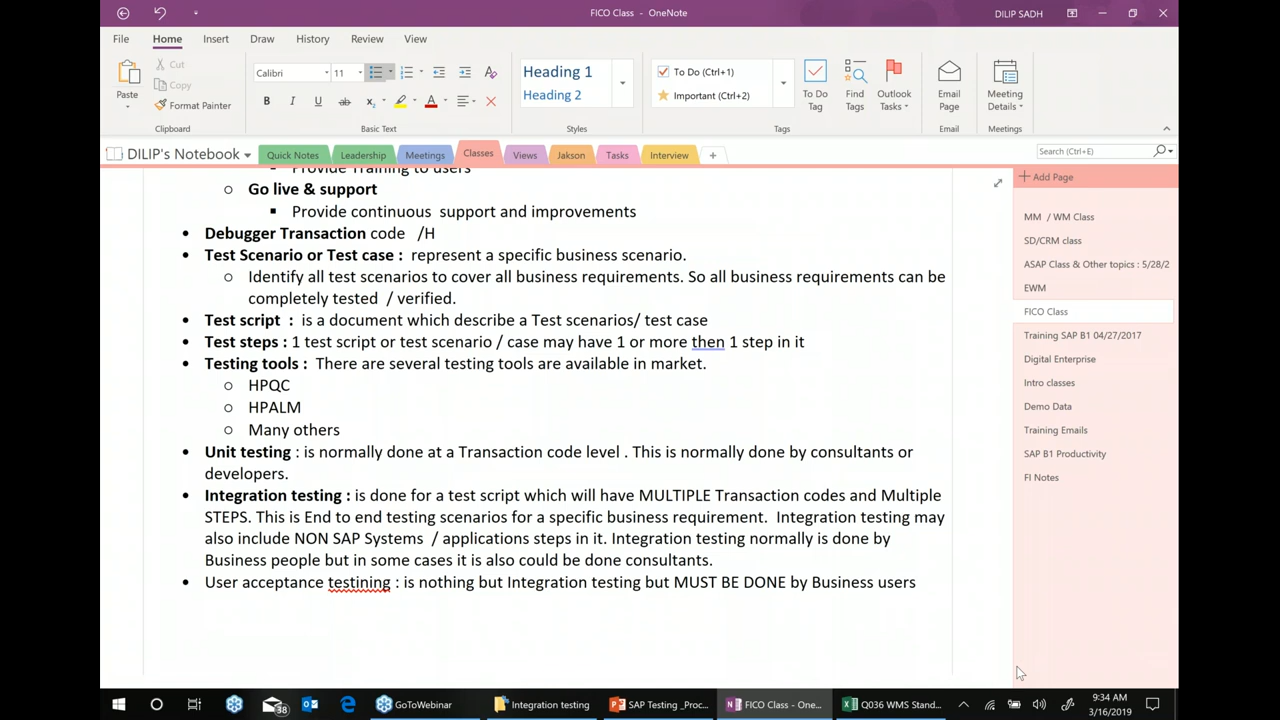 FICO Class - OneNote
DILIP SADH
File Home Insert Draw History Review View
Paste
Cut
Copy
Format Painter
Clipboard
Calibri 11
B I U ab x₂ A
Basic Text
Heading 1
Heading 2
Styles
To Do (Ctrl+1)
Important (Ctrl+2)
To Do Tag
Find Tags
Outlook Tasks
Tags
Email Page
Email
Meeting Details
Meetings
DILIP's Notebook
Quick Notes Leadership Meetings Classes Views Jakson Tasks Interview
Search (Ctrl+E)
Provide Training to users
Go live & support
Provide continuous support and improvements
Debugger Transaction code /H
Test Scenario or Test case : represent a specific business scenario.
Identify all test scenarios to cover all business requirements. So all business requirements can be
completely tested / verified.
Test script : is a document which describe a Test scenarios/ test case
Test steps : 1 test script or test scenario / case may have 1 or more then 1 step in it
Testing tools : There are several testing tools are available in market.
HPQC
HPALM
Many others
Unit testing : is normally done at a Transaction code level . This is normally done by consultants or
developers.
Integration testing : is done for a test script which will have MULTIPLE Transaction codes and Multiple
STEPS. This is End to end testing scenarios for a specific business requirement. Integration testing may
also include NON SAP Systems / applications steps in it. Integration testing normally is done by
Business people but in some cases it is also could be done consultants.
User acceptance testining : is nothing but Integration testing but MUST BE DONE by Business users
Add Page
MM / WM Class
SD/CRM class
ASAP Class & Other topics : 5/28/2
EWM
FICO Class
Training SAP B1 04/27/2017
Digital Enterprise
Intro classes
Demo Data
Training Emails
SAP B1 Productivity
FI Notes
38
GoToWebinar
Integration testing
SAP Testing _Proc...
FICO Class - One...
Q036 WMS Stand...
9:34 AM
3/16/2019